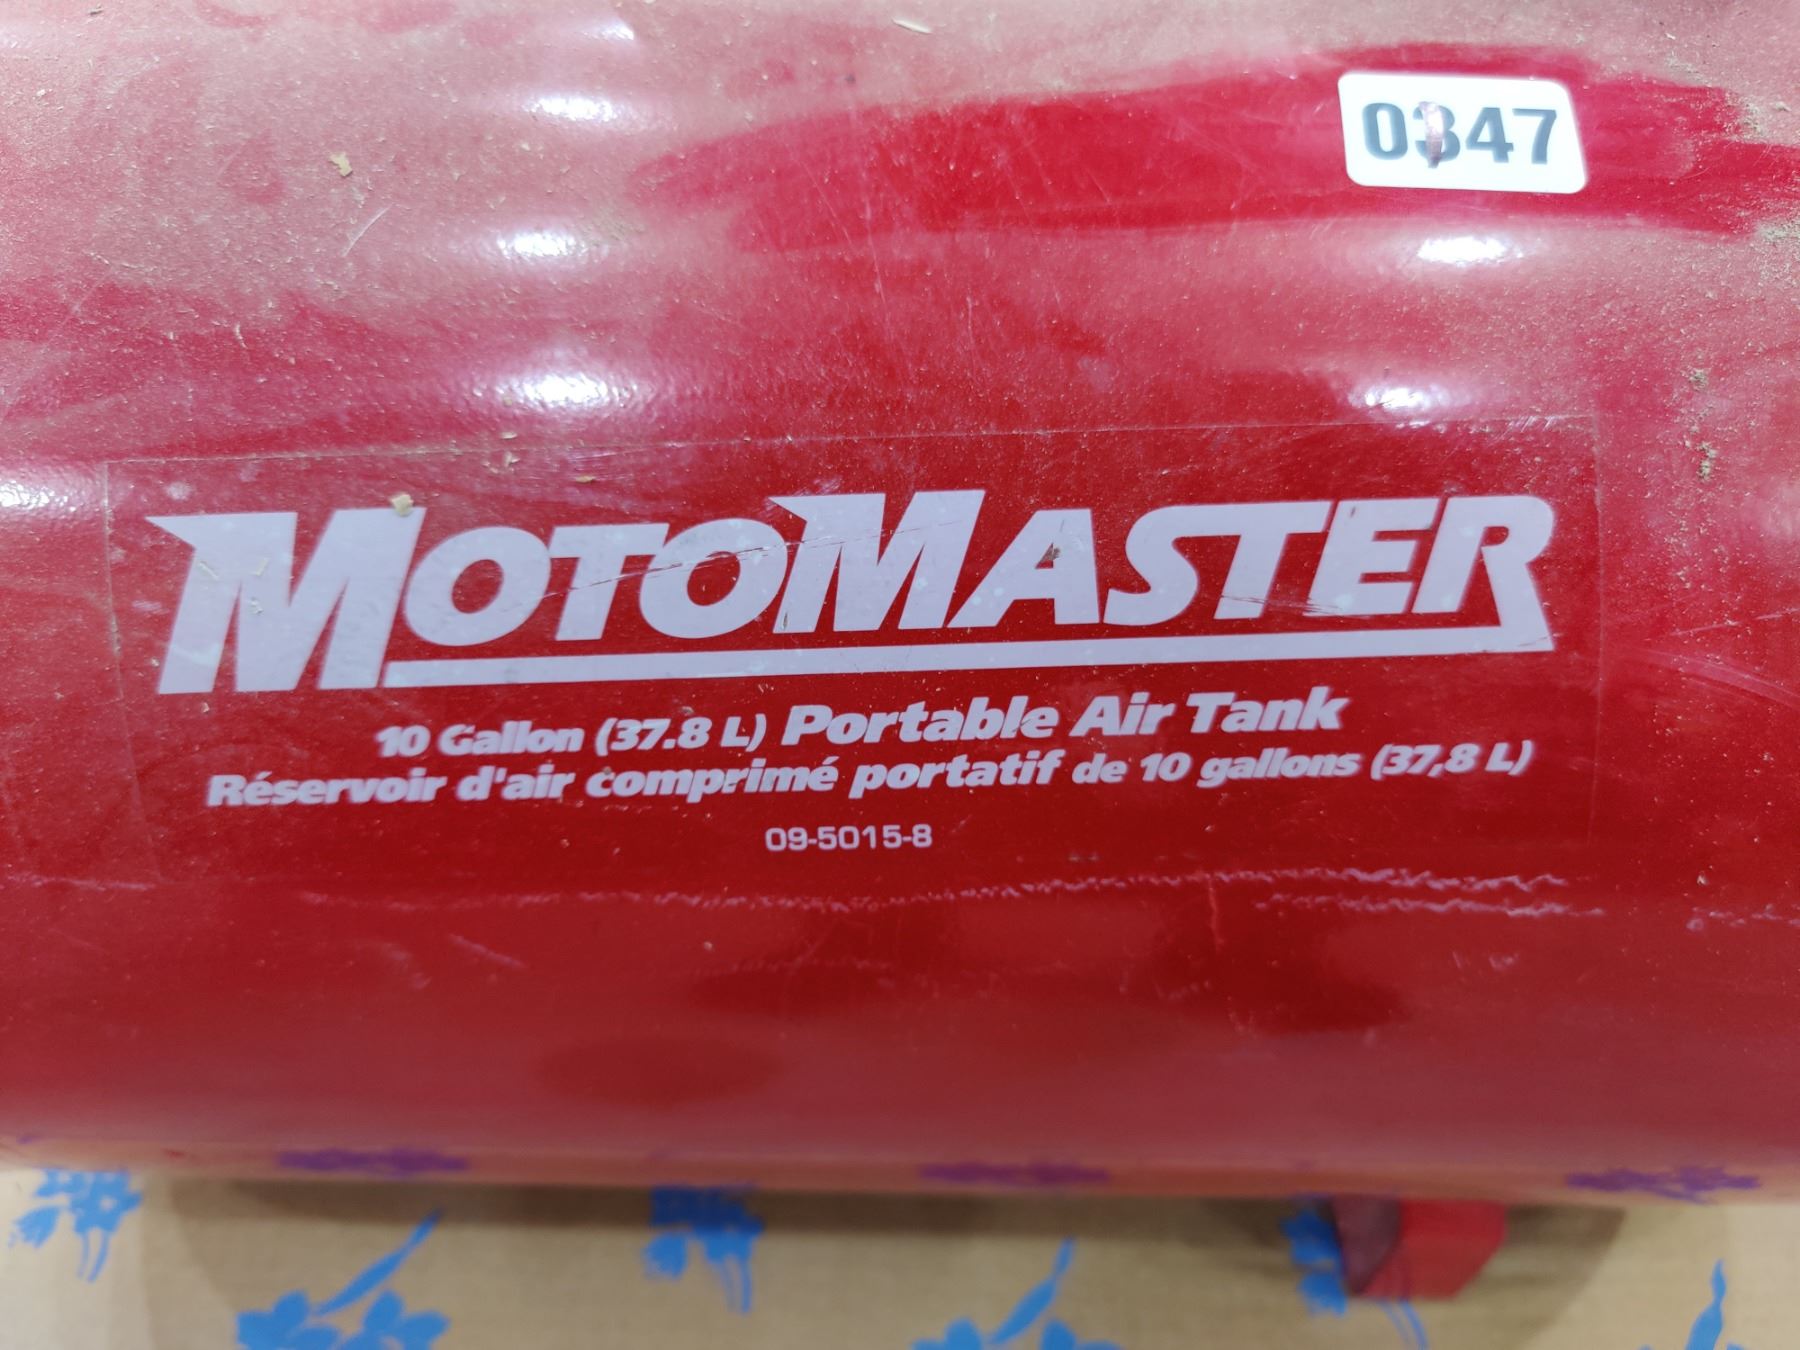 0347
MOTOMASTER
10 Gallon (37.8 L) Portable Air Tank
Réservoir d'air comprimé portatif de 10 gallons (37,8 L)
09-5015-8